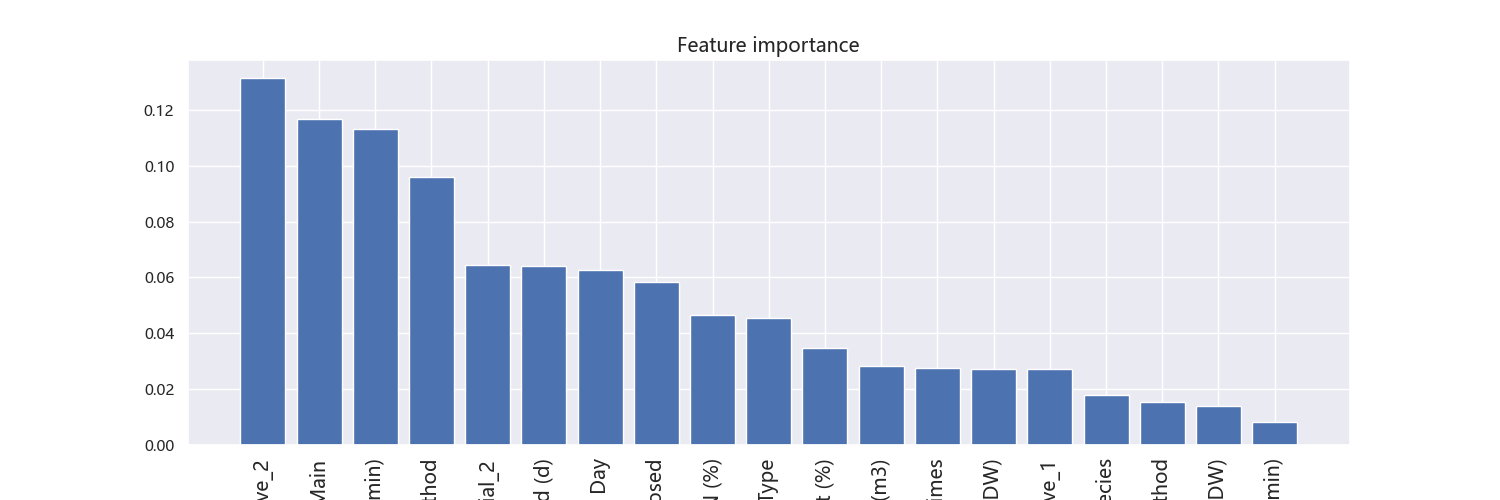 Feature importance
0.12
0.10
0.08
0.06
0.04
0.02
0.00
ve_2
Main
min)
thod
ial_2
d (d)
Day
osed
(%)
Type
t (%)
(m3)
imes
DW)
ve_1
ecies
thod
DW)
min)